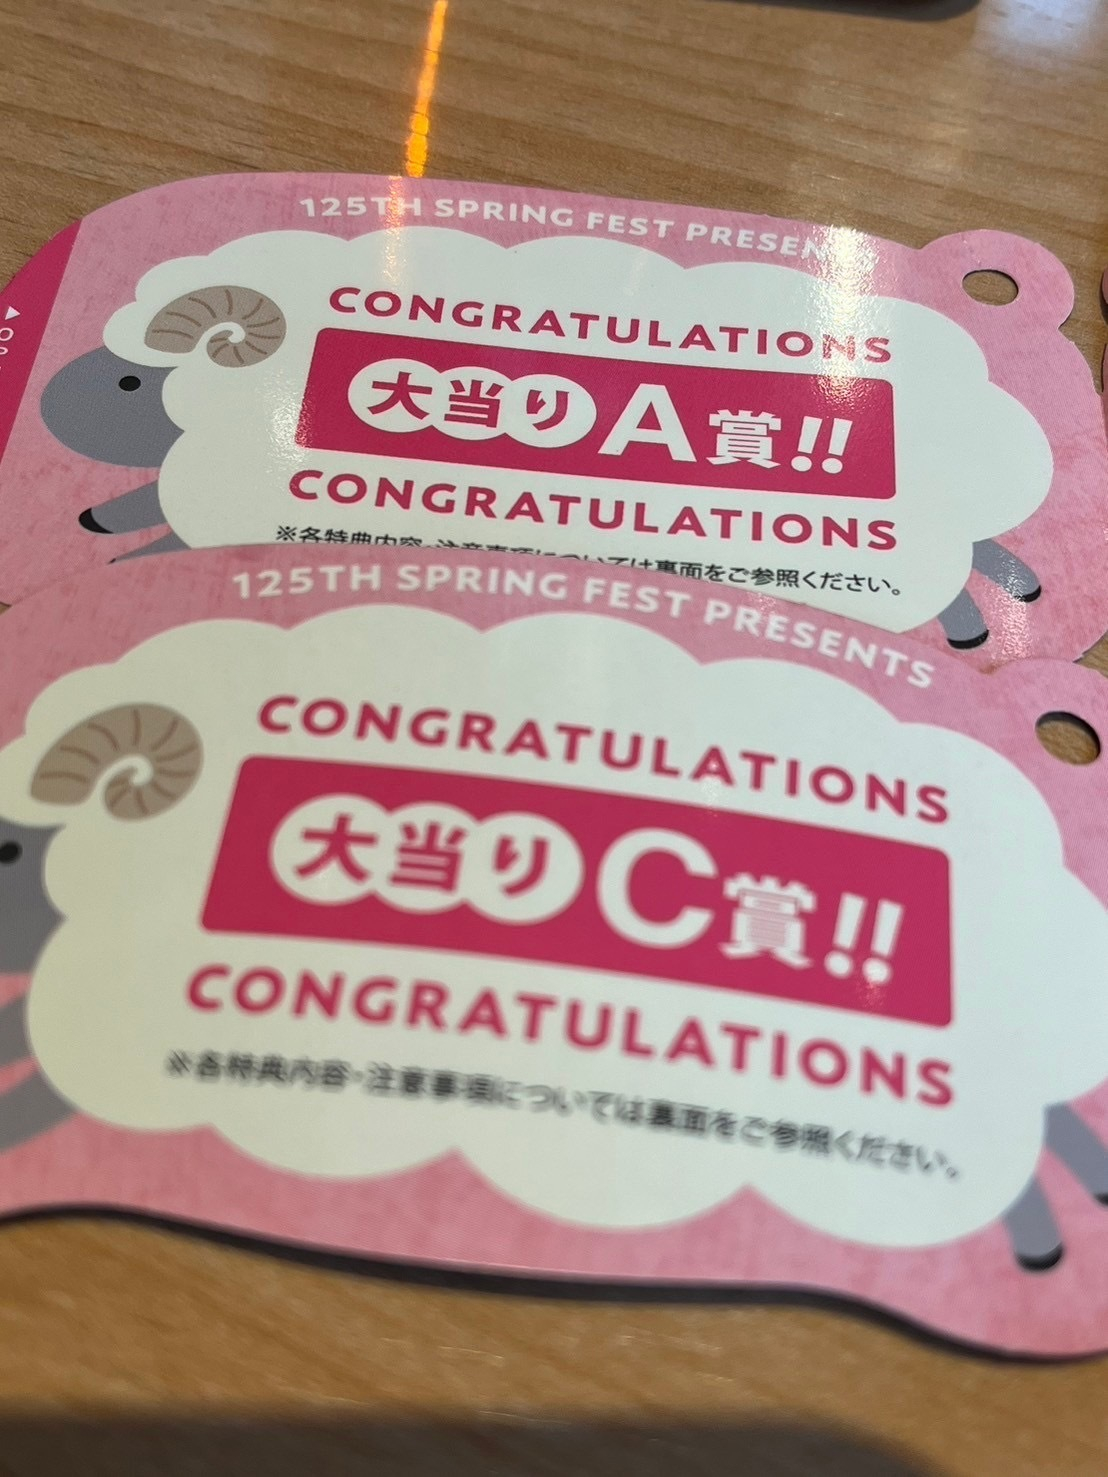 125TH SPRING FEST PRESENTS
CONGRATULATIONS
大当りA賞!!
CONGRATULATIONS
※各特典内容・注意事項については裏面をご参照ください。
125TH SPRING FEST PRESENTS
CONGRATULATIONS
大当りC賞!!
CONGRATULATIONS
※各特典内容・注意事項については裏面をご参照ください。